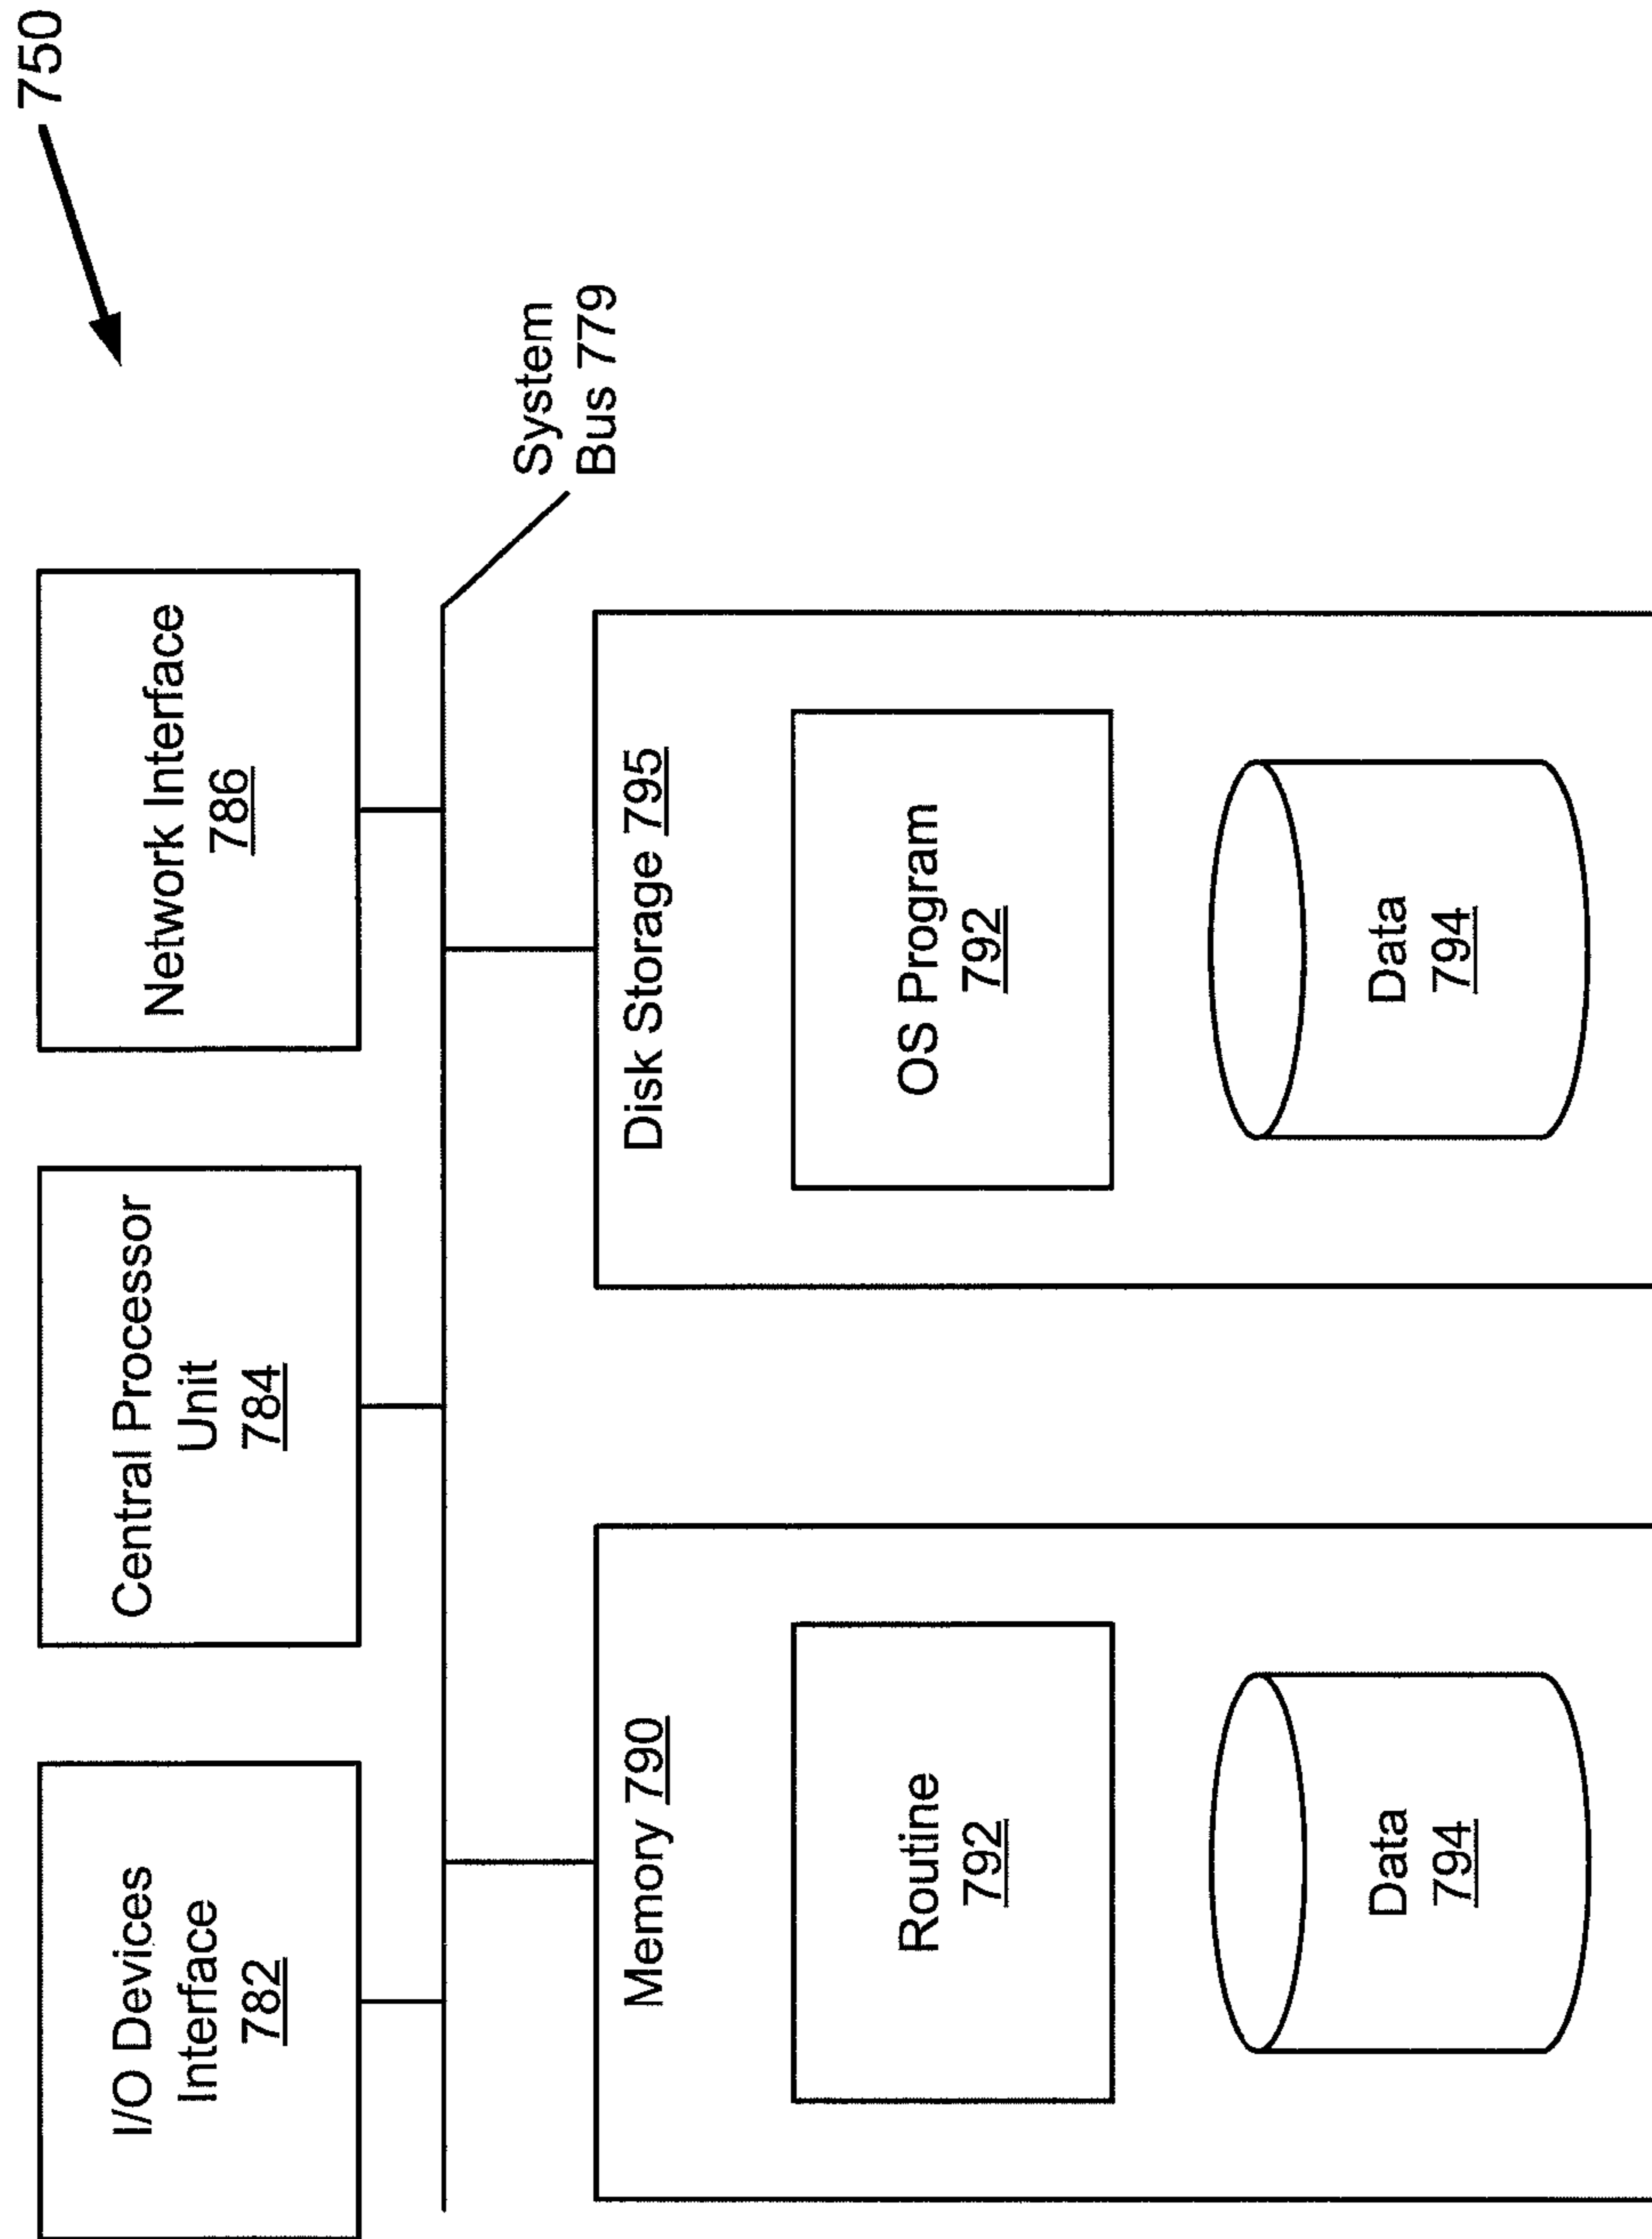 750
I/O Devices
Interface
782
Central Processor
Unit
784
Network Interface
786
System
Bus 779
Memory 790
Routine
792
Data
794
Disk Storage 795
OS Program
792
Data
794